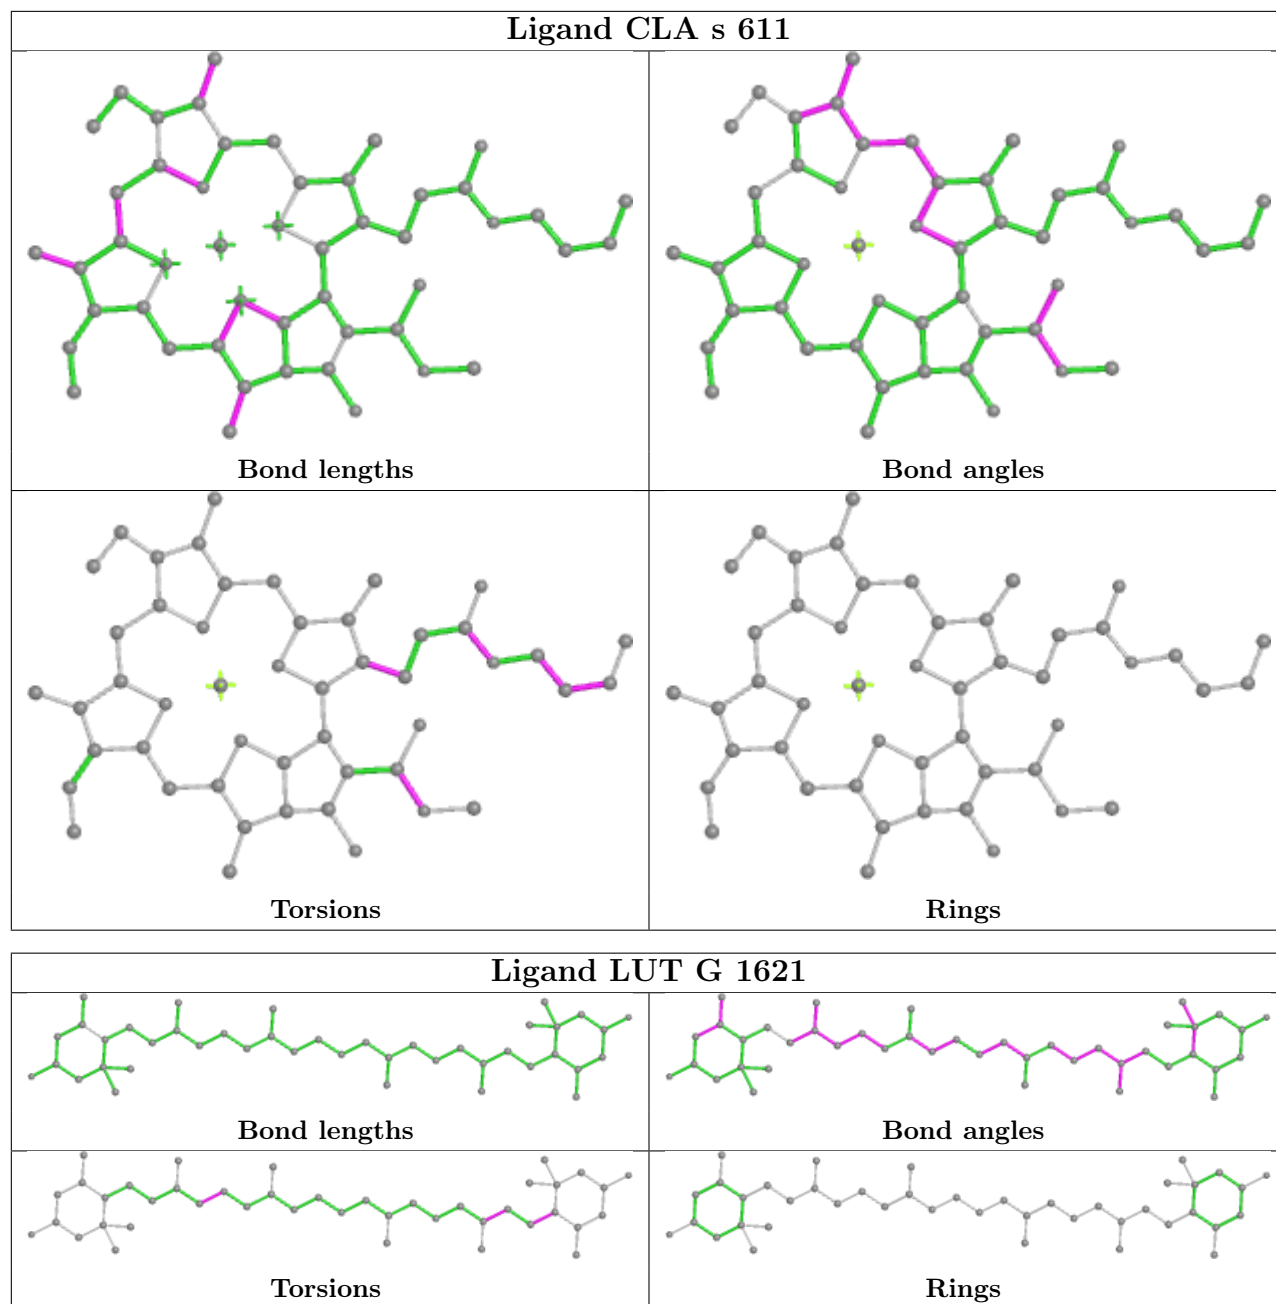 Ligand CLA s 611
Bond lengths
Bond angles
Torsions
Rings
Ligand LUT G 1621
Bond lengths
Bond angles
Torsions
Rings